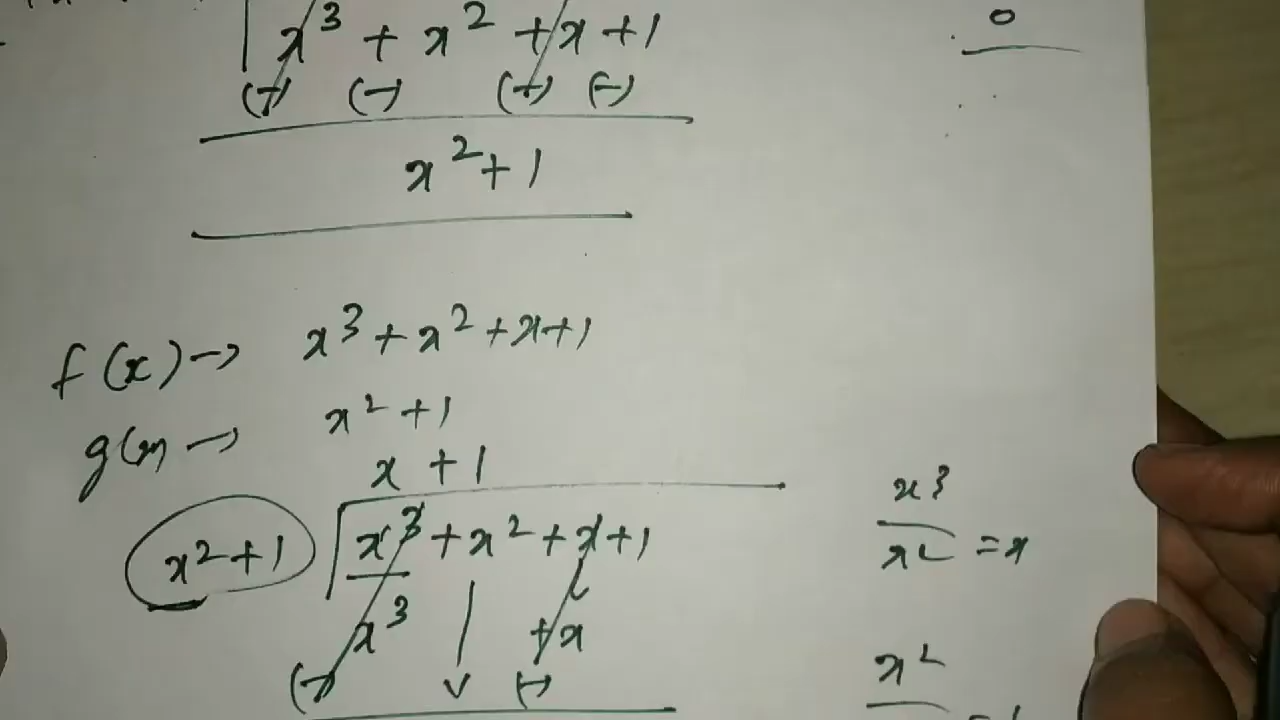 x³ + x² + x + 1
(-) (-) (-) (-)
0
x² + 1
f(x) → x³ + x² + x + 1
g(x) → x² + 1
x + 1
x² + 1 x³ + x² + x + 1
x³ + x
(-) (-)
x³/x² = x
x²